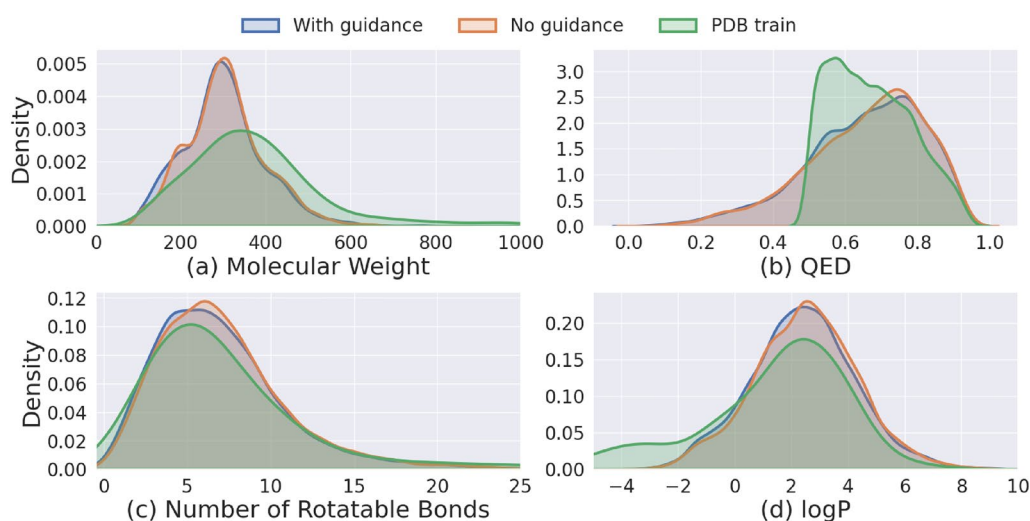 With guidance No guidance PDB train
Density
0.005
0.004
0.003
0.002
0.001
0.000
0 200 400 600 800 1000
(a) Molecular Weight
3.0
2.5
2.0
1.5
1.0
0.5
0.0
0.0 0.2 0.4 0.6 0.8 1.0
(b) QED
Density
0.12
0.10
0.08
0.06
0.04
0.02
0.00
0 5 10 15 20 25
(c) Number of Rotatable Bonds
0.20
0.15
0.10
0.05
0.00
−4 −2 0 2 4 6 8 10
(d) logP